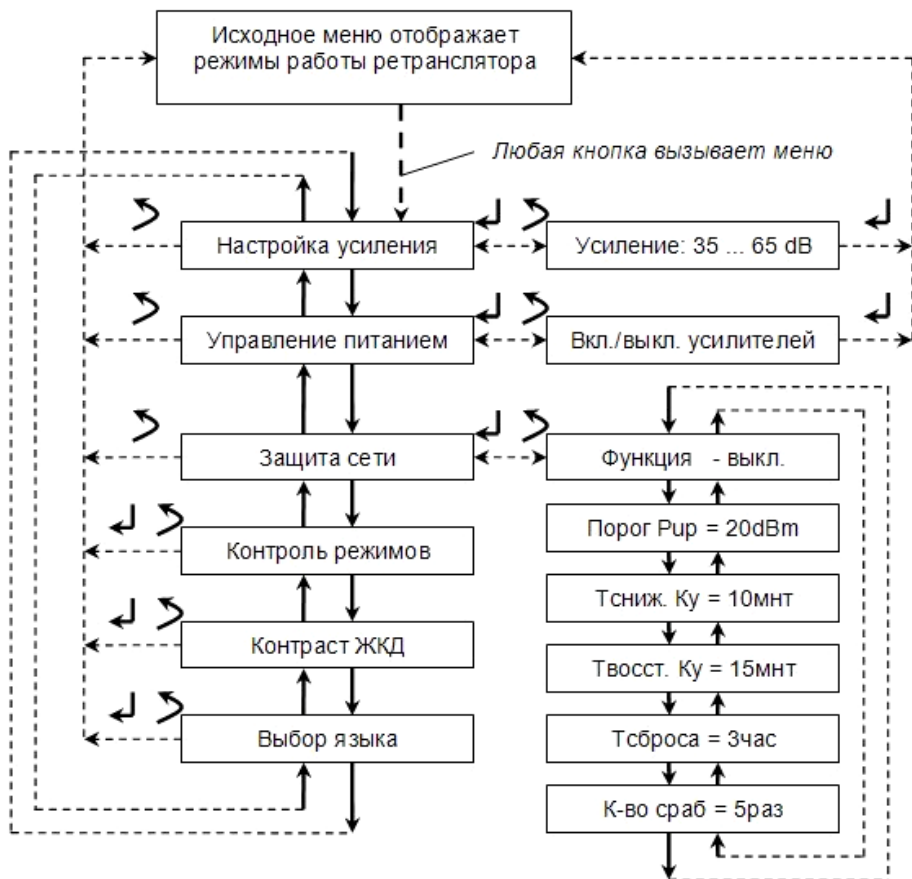 Исходное меню отображает
режимы работы ретранслятора
Любая кнопка вызывает меню
Настройка усиления
Усиление: 35 ... 65 dB
Управление питанием
Вкл./выкл. усилителей
Защита сети
Функция - выкл.
Порог Pup = 20dBm
Контроль режимов
Тсниж. Ку = 10мнт
Контраст ЖКД
Твосст. Ку = 15мнт
Выбор языка
Тсброса = 3час
К-во сраб = 5раз